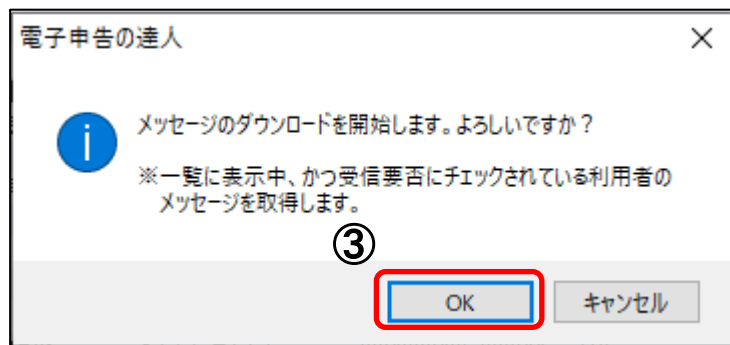 電子申告の達人
メッセージのダウンロードを開始します。よろしいですか?
※一覧に表示中、かつ受信要否にチェックされている利用者の
メッセージを取得します。
③
OK
キャンセル